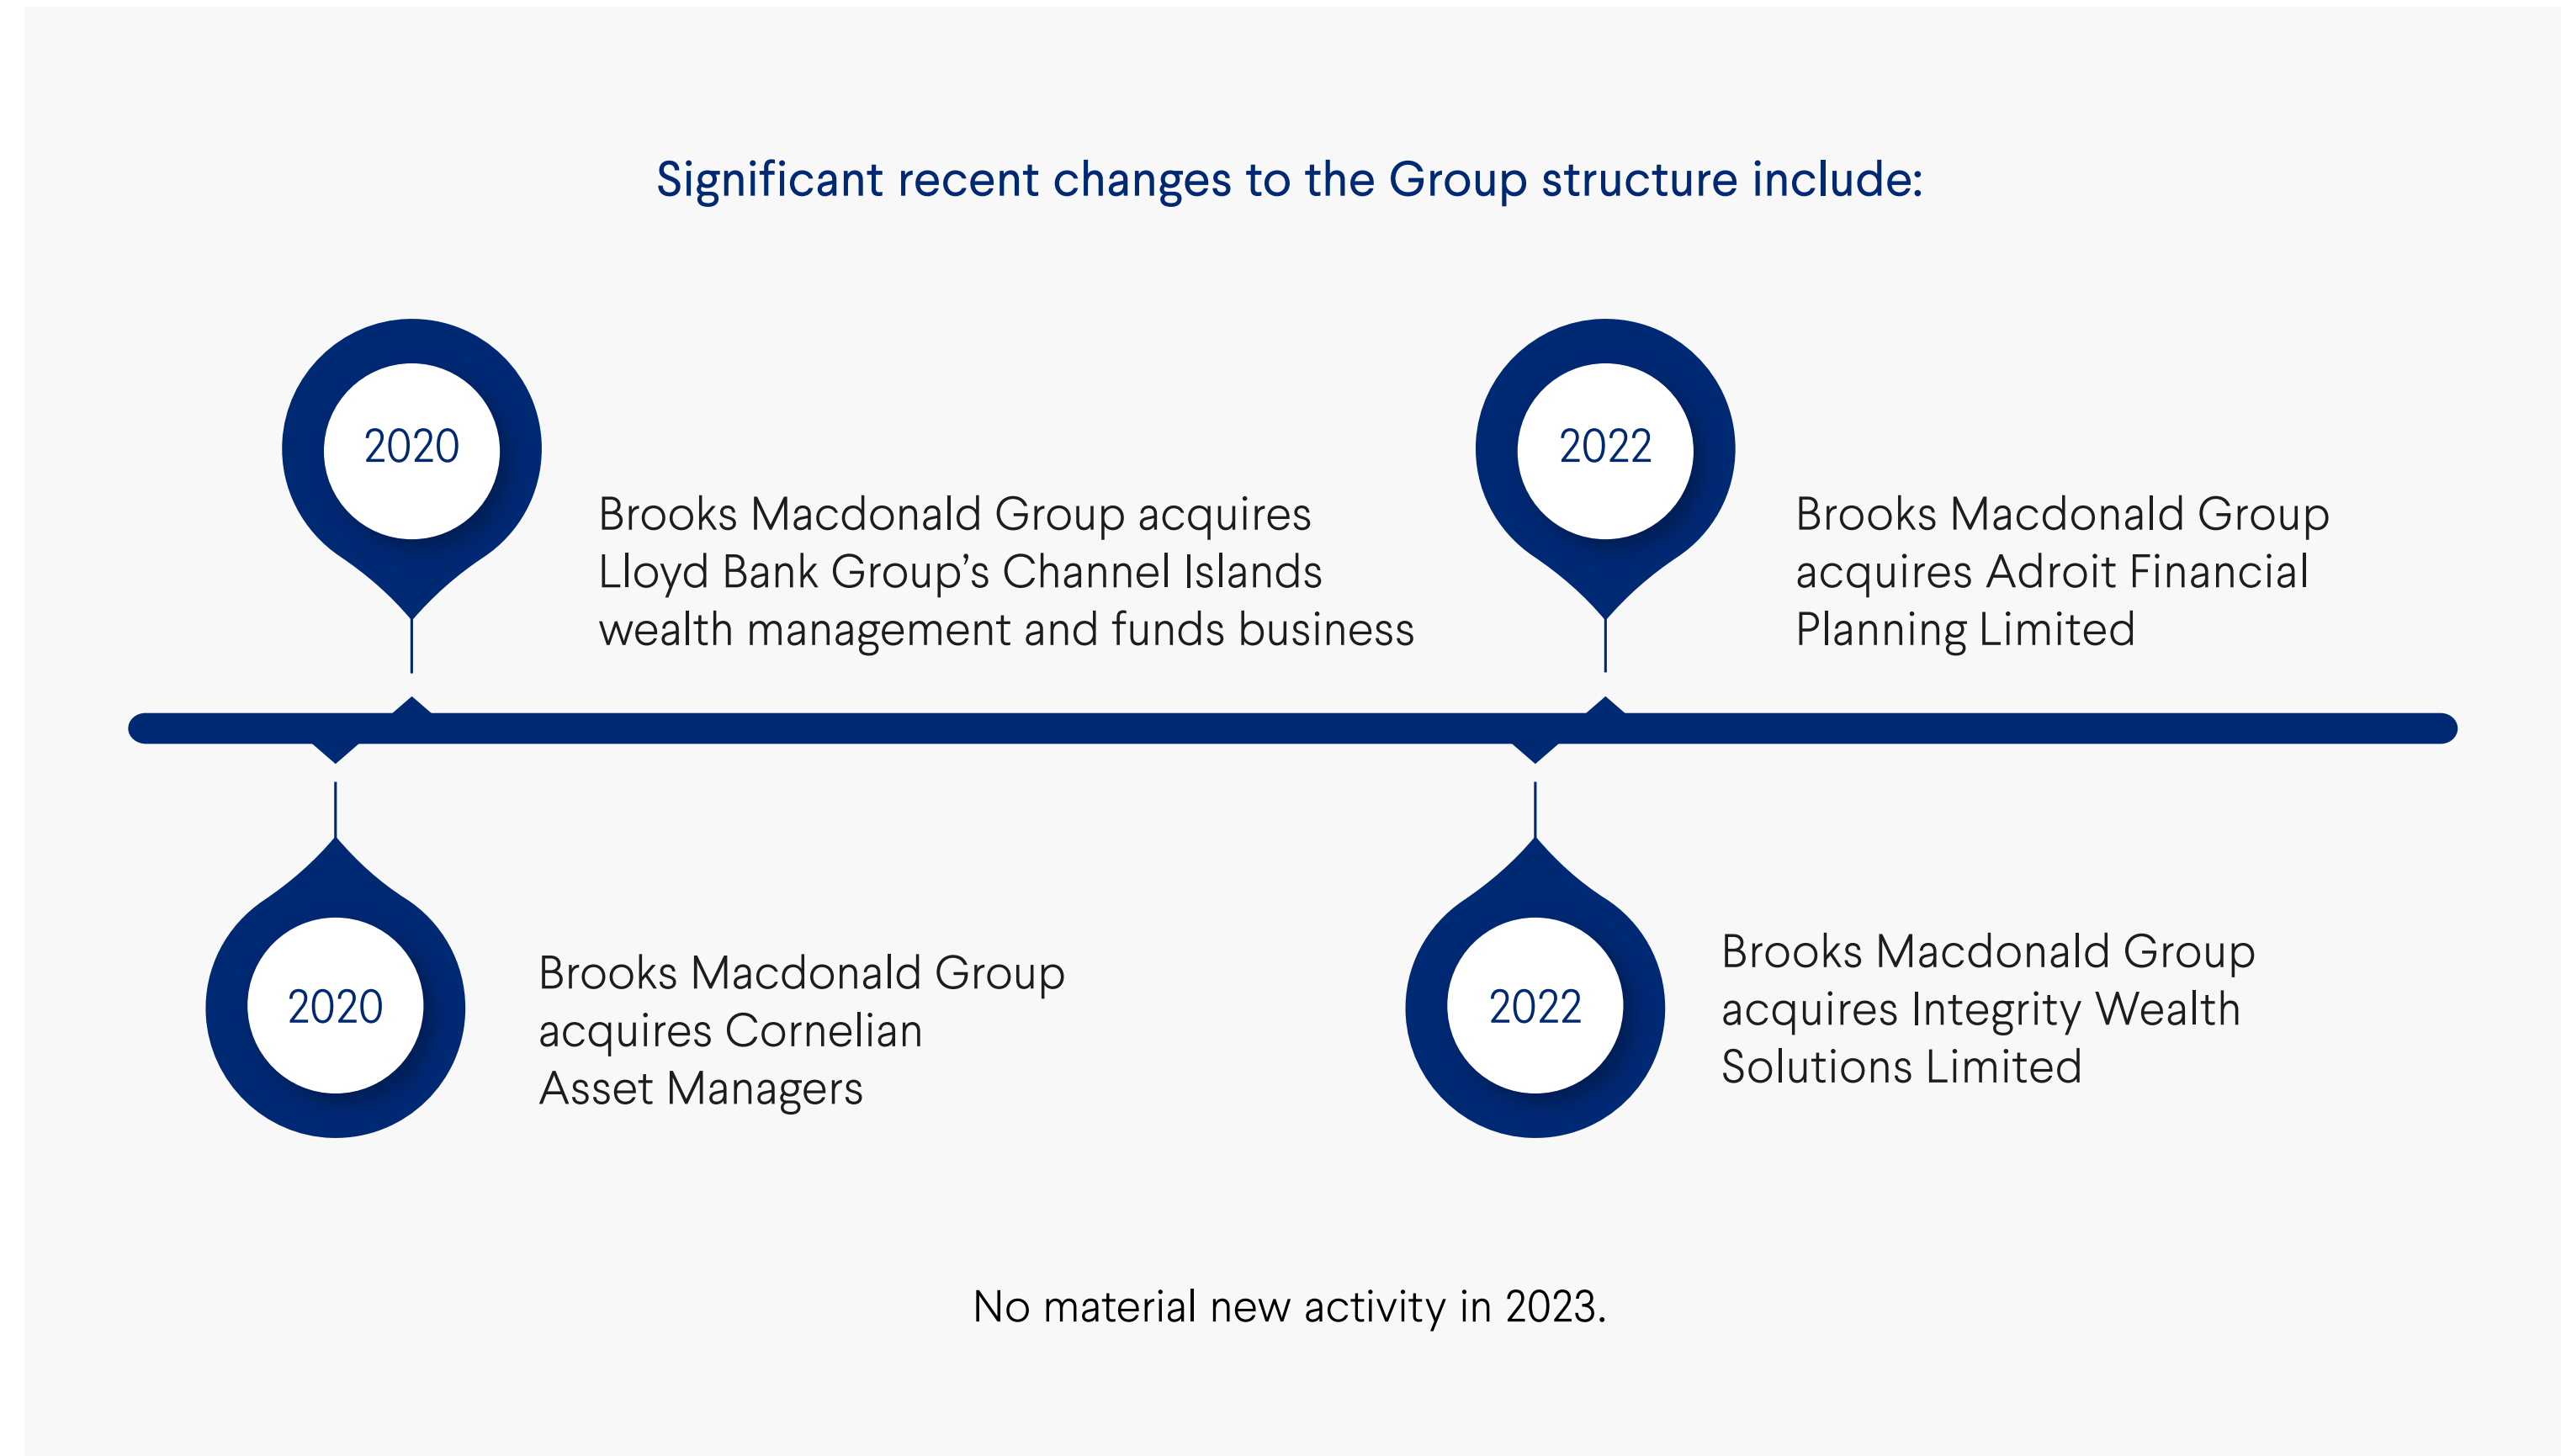 Significant recent changes to the Group structure include:
2020
Brooks Macdonald Group acquires
Lloyd Bank Group’s Channel Islands
wealth management and funds business
2022
Brooks Macdonald Group
acquires Adroit Financial
Planning Limited
2020
Brooks Macdonald Group
acquires Cornelian
Asset Managers
2022
Brooks Macdonald Group
acquires Integrity Wealth
Solutions Limited
No material new activity in 2023.